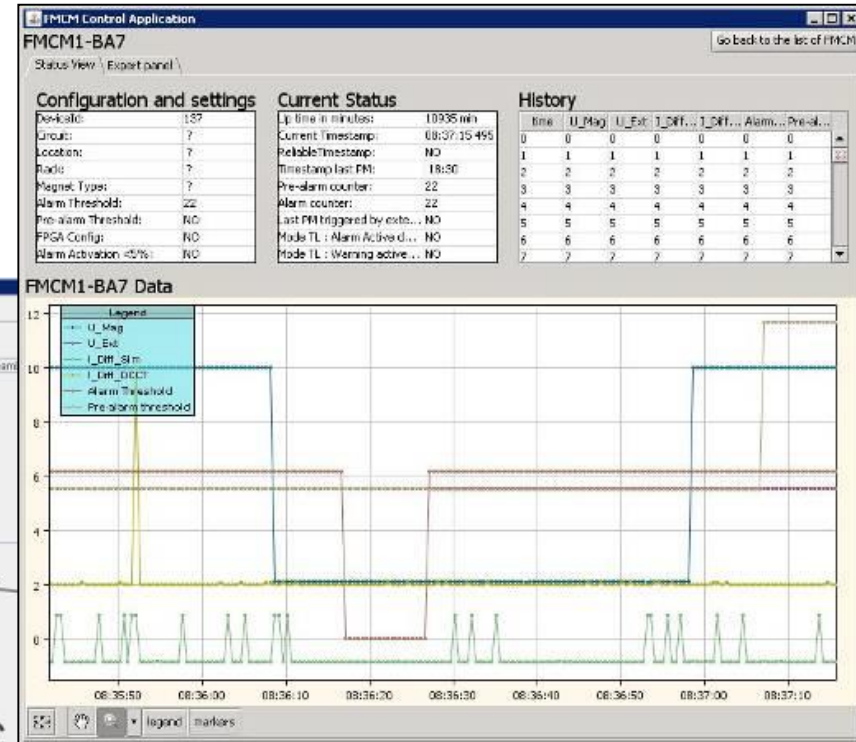 FMCM Control Application
FMCM1-BA7
Go back to the list of FMCM
Status View
Expert panel
Configuration and settings
DeviceId: 137
Circuit: ?
Location: ?
Rack: ?
Magnet Type: ?
Alarm Threshold: 22
Pre-alarm Threshold: NO
FPGA Config: NO
Alarm Activation <5%: NO
Current Status
Up time in minutes: 10935 min
Current Timestamp: 08:37:15 495
ReliableTimestamp: NO
Timestamp last PM: 18:30
Pre-alarm counter: 22
Alarm counter: 22
Last PM triggered by exte... NO
Mode TL : Alarm Active d... NO
Mode TL : Warning active... NO
History
time U_Mag U_Ext I_Diff... I_Diff... Alarm... Pre-al...
0 0 0 0 0 0 0
1 1 1 1 1 1 1
2 2 2 2 2 2 2
3 3 3 3 3 3 3
4 4 4 4 4 4 4
5 5 5 5 5 5 5
6 6 6 6 6 6 6
7 7 7 7 7 7 7
FMCM1-BA7 Data
Legend
U_Mag
U_Ext
I_Diff_Sim
I_Diff_DCCT
Alarm Threshold
Pre-alarm threshold
12
10
8
6
4
2
0
08:35:50 08:36:00 08:36:10 08:36:20 08:36:30 08:36:40 08:36:50 08:37:00 08:37:10
legend markers